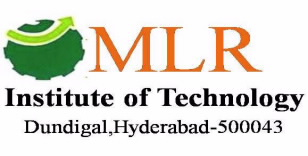 MLR
Institute of Technology
Dundigal,Hyderabad-500043